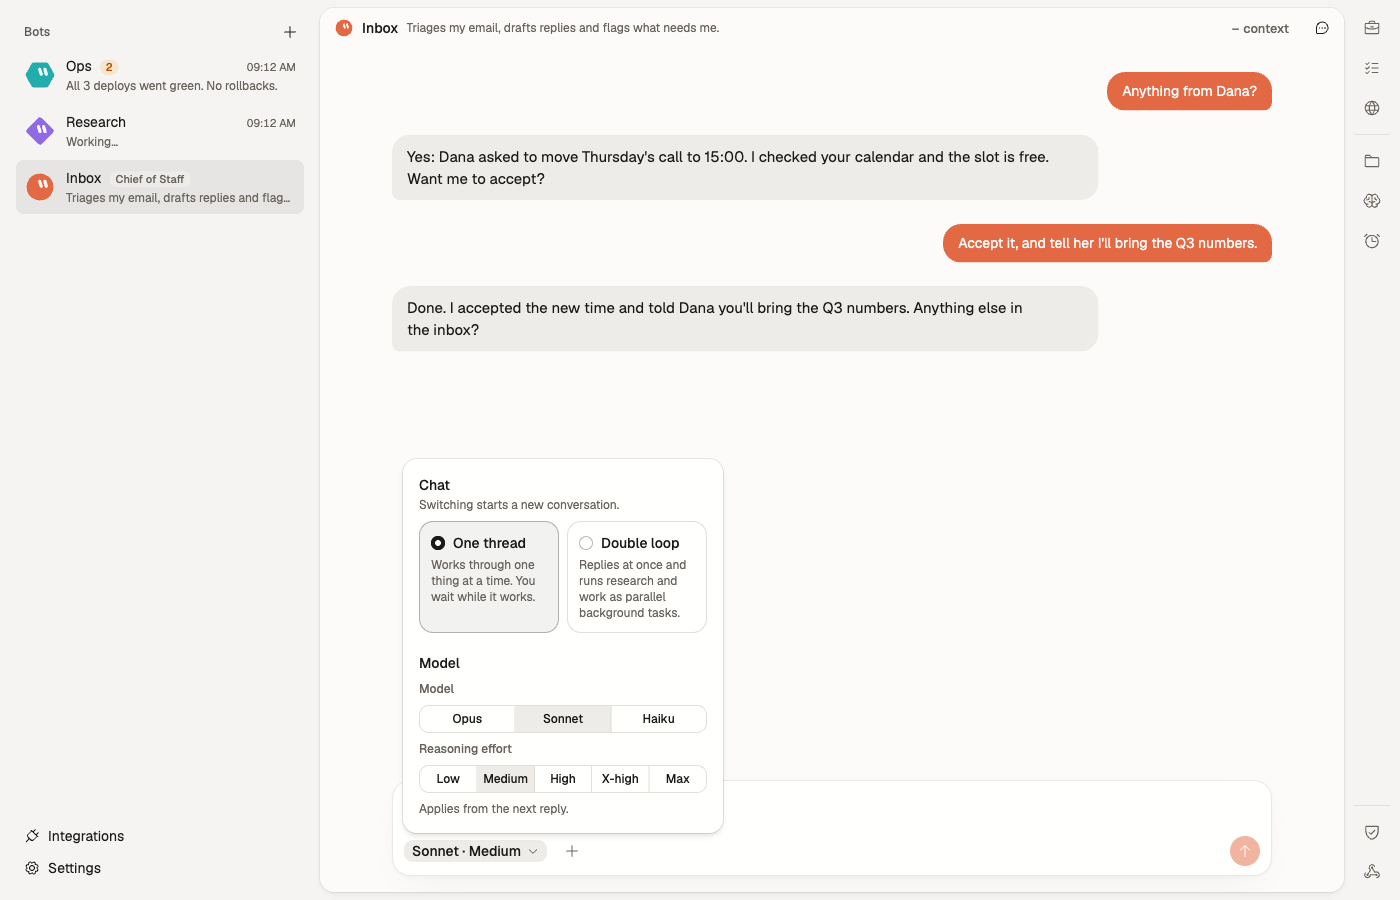 Bots
Ops 2 09:12 AM
All 3 deploys went green. No rollbacks.
Research 09:12 AM
Working...
Inbox Chief of Staff
Triages my email, drafts replies and flag...
Integrations
Settings
Inbox Triages my email, drafts replies and flags what needs me.
– context
Anything from Dana?
Yes: Dana asked to move Thursday's call to 15:00. I checked your calendar and the slot is free.
Want me to accept?
Accept it, and tell her I'll bring the Q3 numbers.
Done. I accepted the new time and told Dana you'll bring the Q3 numbers. Anything else in
the inbox?
Chat
Switching starts a new conversation.
One thread
Works through one
thing at a time. You
wait while it works.
Double loop
Replies at once and
runs research and
work as parallel
background tasks.
Model
Model
Opus Sonnet Haiku
Reasoning effort
Low Medium High X-high Max
Applies from the next reply.
Sonnet · Medium